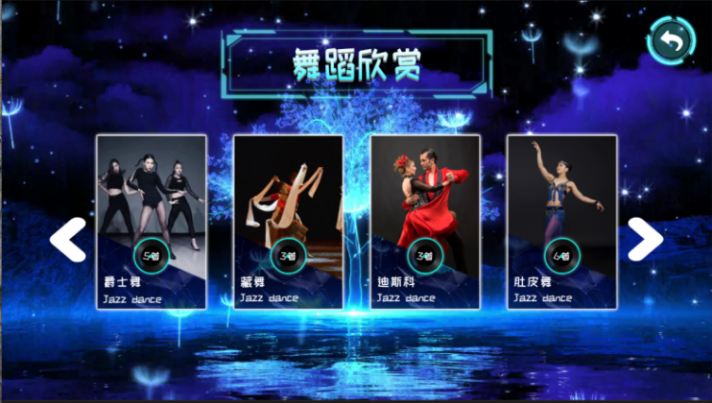 舞蹈欣赏
5首
爵士舞
Jazz dance
3首
藏舞
Jazz dance
3首
迪斯科
Jazz dance
6首
肚皮舞
Jazz dance